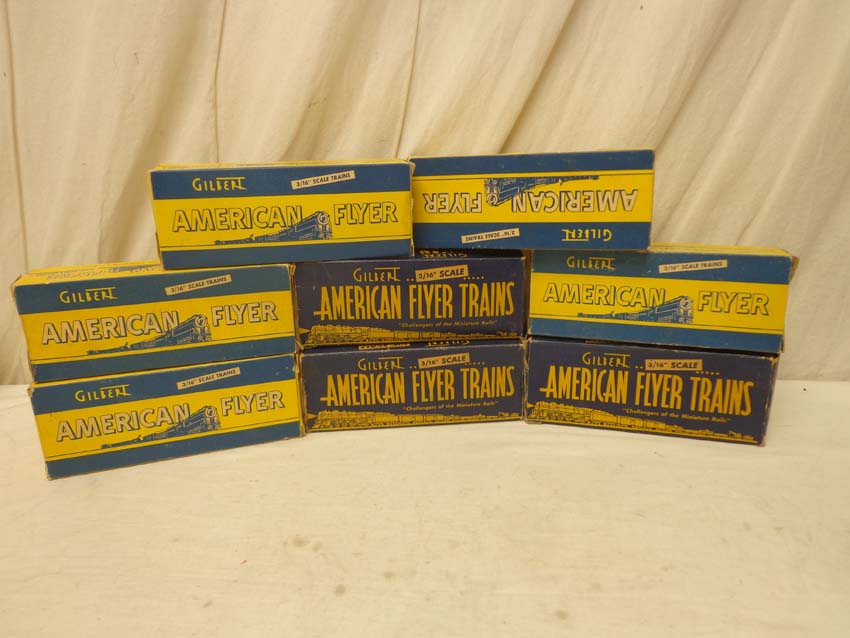 GILBERT 3/16" SCALE TRAINS
AMERICAN FLYER
AMERICAN FLYER
GILBERT 3/16" SCALE TRAINS
GILBERT 3/16" SCALE TRAINS
AMERICAN FLYER
GILBERT 3/16" SCALE
AMERICAN FLYER TRAINS
"Challengers of the Miniature Rails"
GILBERT 3/16" SCALE TRAINS
AMERICAN FLYER
GILBERT 3/16" SCALE TRAINS
AMERICAN FLYER
GILBERT 3/16" SCALE
AMERICAN FLYER TRAINS
"Challengers of the Miniature Rails"
GILBERT 3/16" SCALE
AMERICAN FLYER TRAINS
"Challengers of the Miniature Rails"